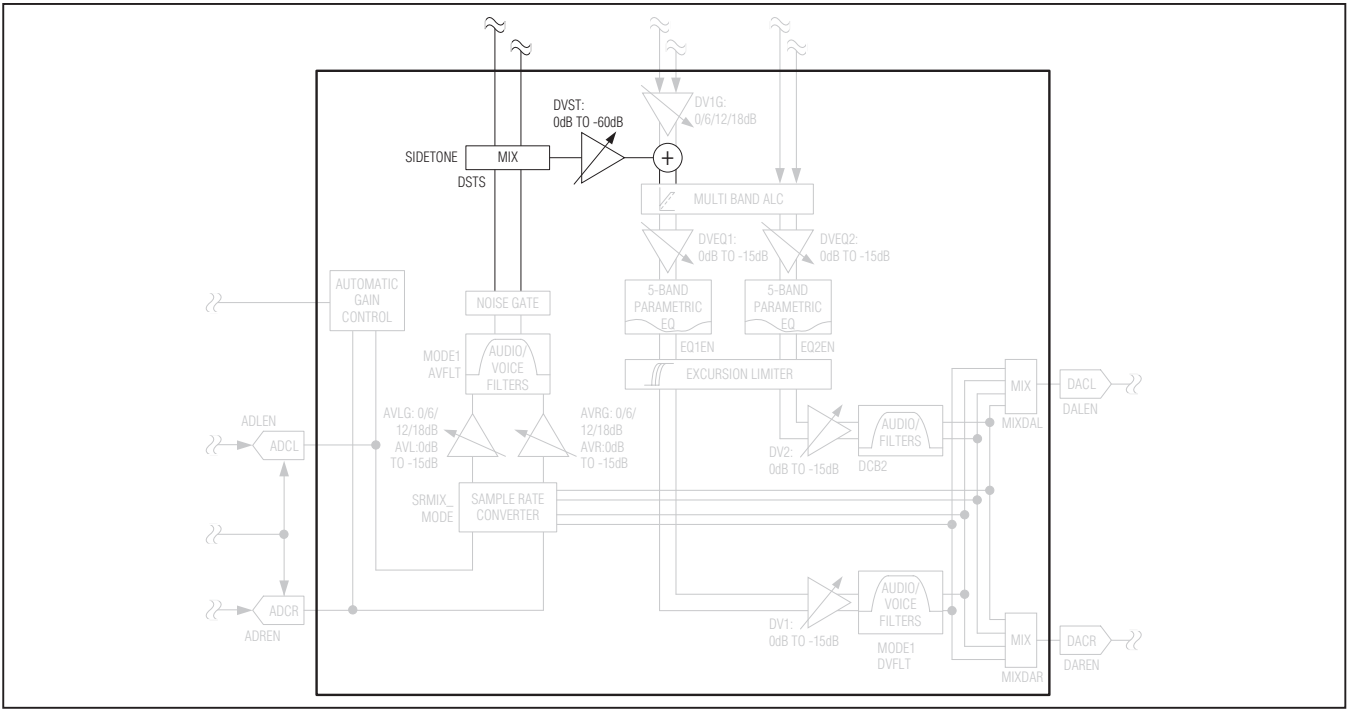 DV1G:
0/6/12/18dB
DVST:
0dB TO -60dB
SIDETONE
MIX
+
DSTS
MULTI BAND ALC
DVEQ1:
0dB TO -15dB
DVEQ2:
0dB TO -15dB
AUTOMATIC
GAIN
CONTROL
NOISE GATE
5-BAND
PARAMETRIC
EQ
5-BAND
PARAMETRIC
EQ
EQ1EN
EQ2EN
MODE1
AVFLT
AUDIO/
VOICE
FILTERS
EXCURSION LIMITER
MIX
DACL
DALEN
MIXDAL
AVLG: 0/6/
12/18dB
AVL:0dB
TO -15dB
AVRG: 0/6/
12/18dB
AVR:0dB
TO -15dB
ADLEN
ADCL
DV2:
0dB TO -15dB
AUDIO/
FILTERS
DCB2
SRMIX_
MODE
SAMPLE RATE
CONVERTER
ADCR
ADREN
DV1:
0dB TO -15dB
AUDIO/
VOICE
FILTERS
MODE1
DVFLT
MIX
DACR
DAREN
MIXDAR